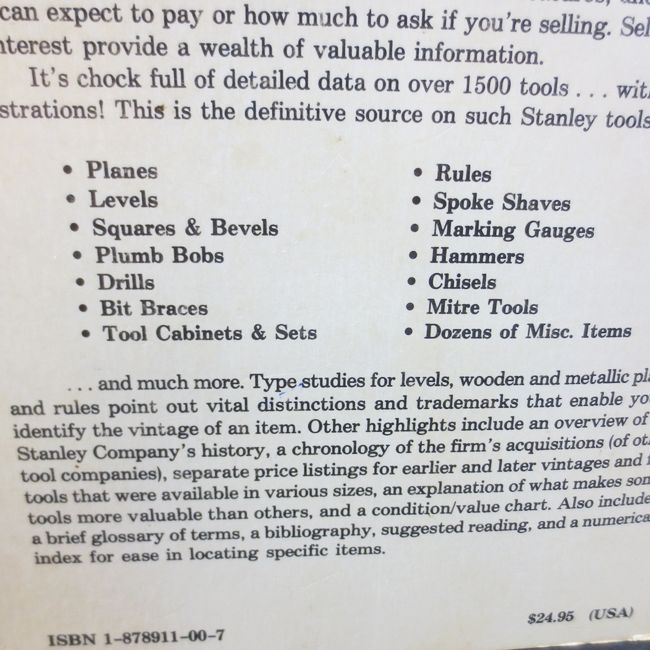 can expect to pay or how much to ask if you're selling. Sel
nterest provide a wealth of valuable information.
It's chock full of detailed data on over 1500 tools . . . wit
strations! This is the definitive source on such Stanley tools
• Planes
• Levels
• Squares & Bevels
• Plumb Bobs
• Drills
• Bit Braces
• Tool Cabinets & Sets
• Rules
• Spoke Shaves
• Marking Gauges
• Hammers
• Chisels
• Mitre Tools
• Dozens of Misc. Items
. . . and much more. Type studies for levels, wooden and metallic pla
and rules point out vital distinctions and trademarks that enable yo
identify the vintage of an item. Other highlights include an overview of
Stanley Company's history, a chronology of the firm's acquisitions (of ot
tool companies), separate price listings for earlier and later vintages and f
tools that were available in various sizes, an explanation of what makes som
tools more valuable than others, and a condition/value chart. Also include
a brief glossary of terms, a bibliography, suggested reading, and a numerica
index for ease in locating specific items.
$24.95 (USA)
ISBN 1-878911-00-7